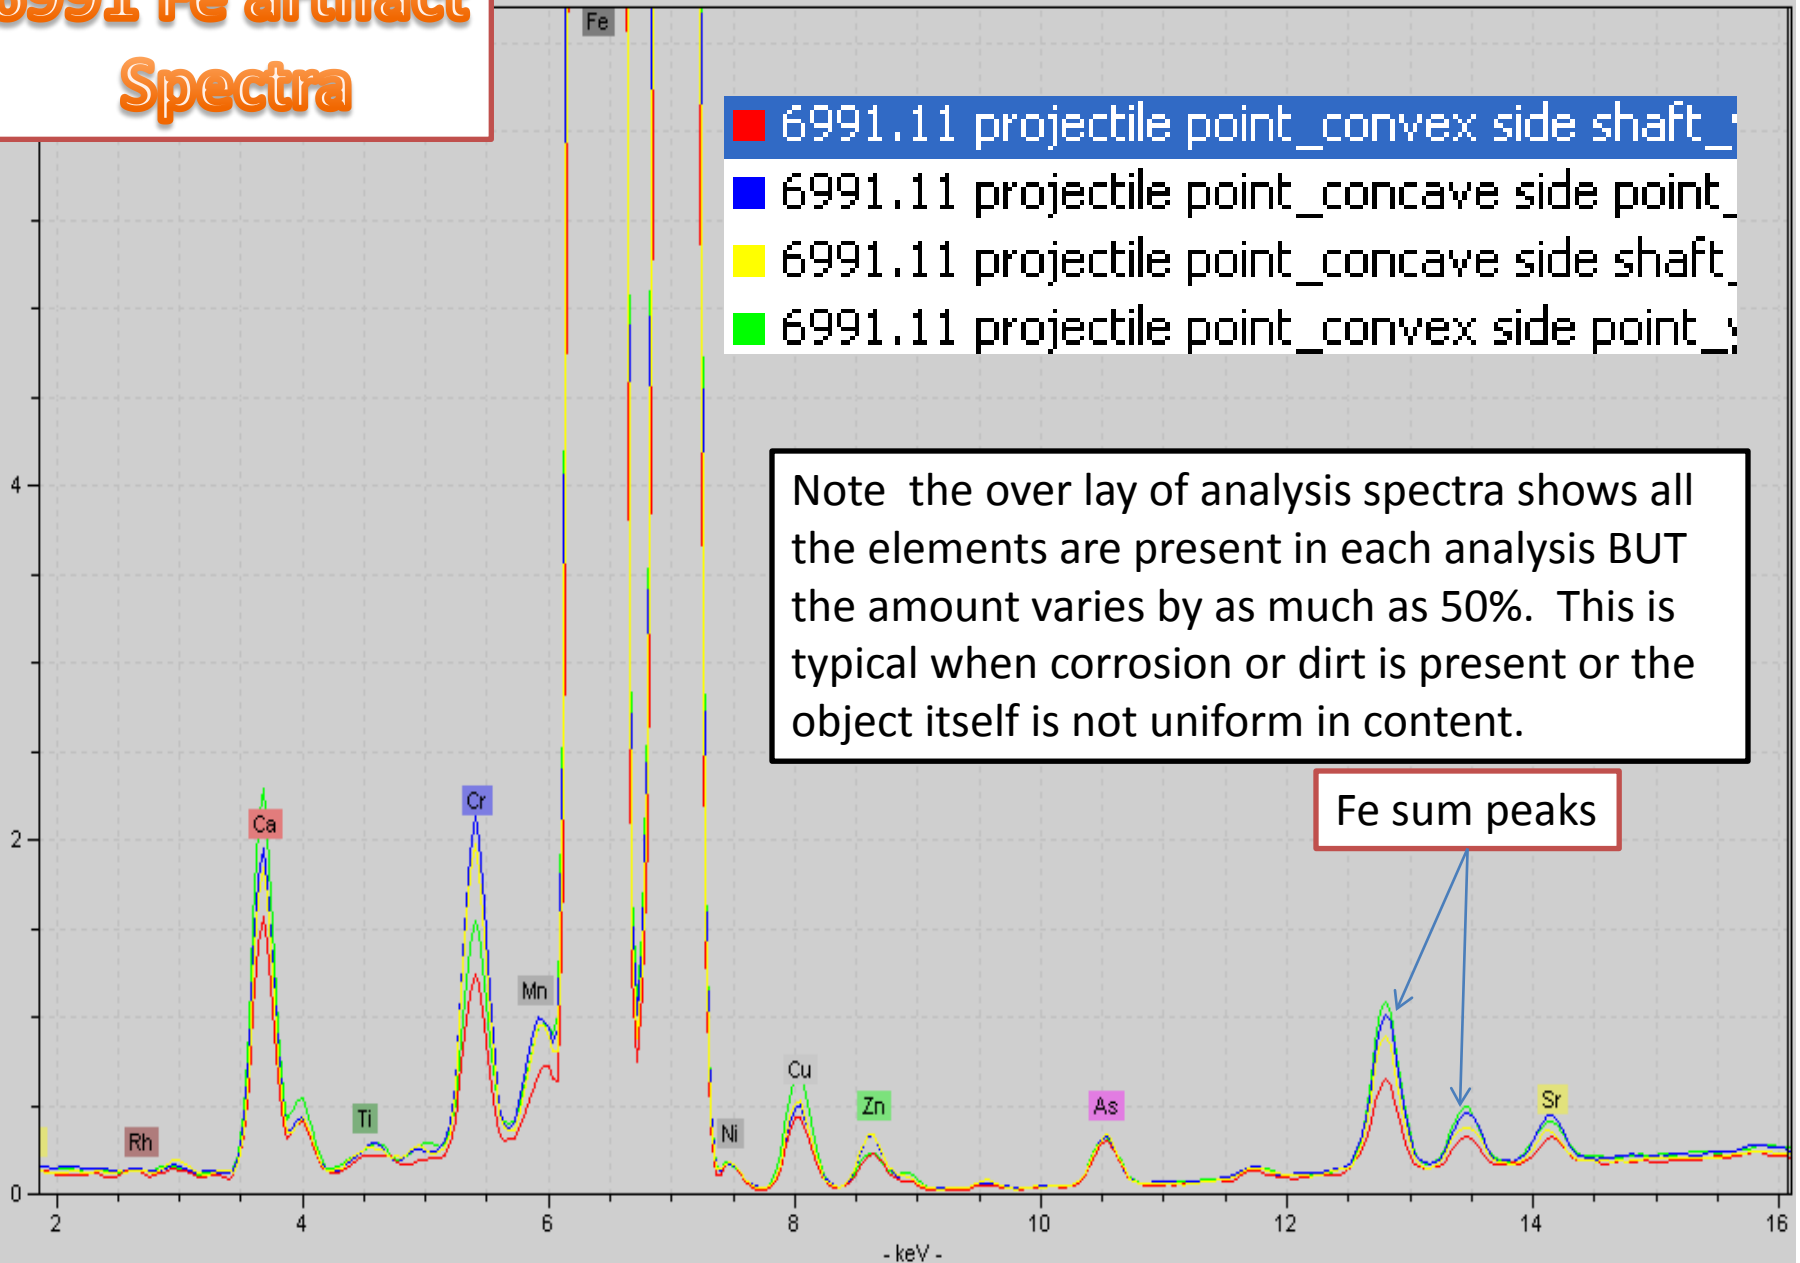 6991 Fe artifact
Spectra
Fe
6991.11 projectile point_convex side shaft_
6991.11 projectile point_concave side point_
6991.11 projectile point_concave side shaft_
6991.11 projectile point_convex side point_
Note the over lay of analysis spectra shows all
the elements are present in each analysis BUT
the amount varies by as much as 50%. This is
typical when corrosion or dirt is present or the
object itself is not uniform in content.
Fe sum peaks
Ca
Cr
Mn
Rh
Ti
Ni
Cu
Zn
As
Sr
4
2
0
2 4 6 8 10 12 14 16
- keV -